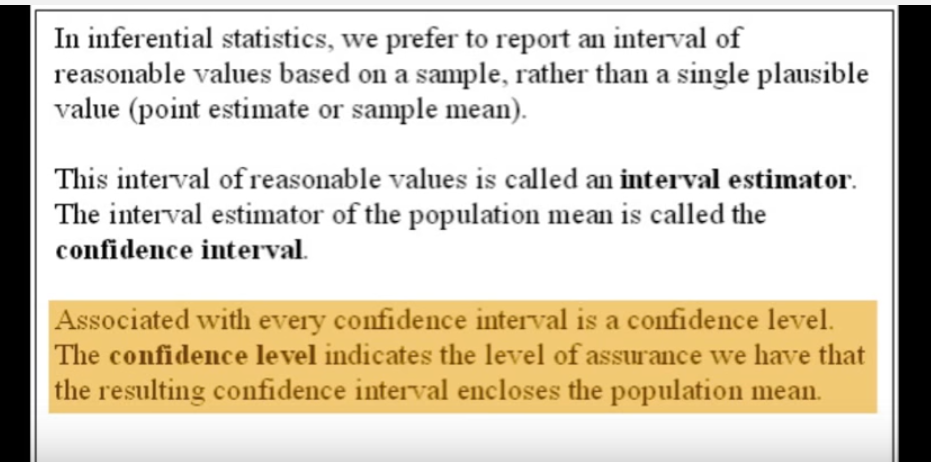 In inferential statistics, we prefer to report an interval of
reasonable values based on a sample, rather than a single plausible
value (point estimate or sample mean).
This interval of reasonable values is called an interval estimator.
The interval estimator of the population mean is called the
confidence interval.
Associated with every confidence interval is a confidence level.
The confidence level indicates the level of assurance we have that
the resulting confidence interval encloses the population mean.